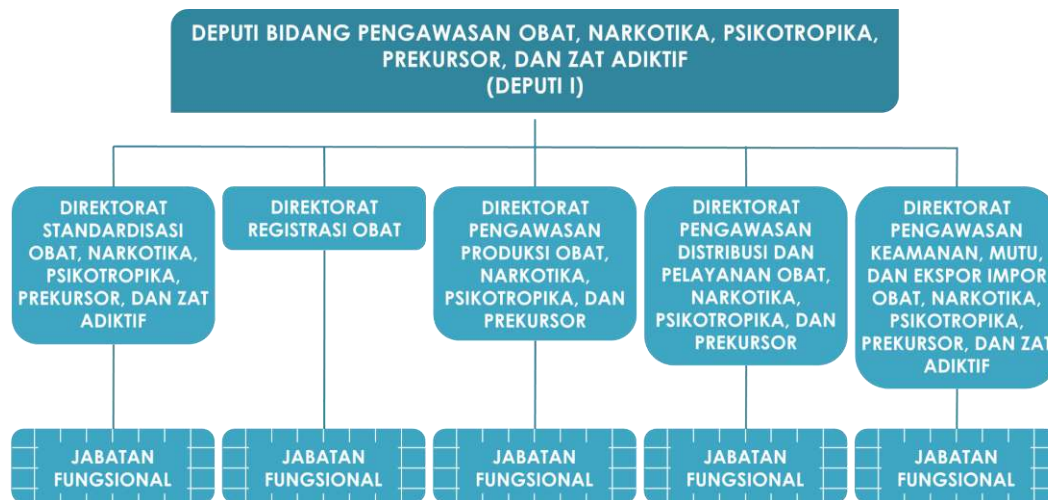 DEPUTI BIDANG PENGAWASAN OBAT, NARKOTIKA, PSIKOTROPIKA,
PREKURSOR, DAN ZAT ADIKTIF
(DEPUTI I)
DIREKTORAT
STANDARDISASI
OBAT, NARKOTIKA,
PSIKOTROPIKA,
PREKURSOR, DAN ZAT
ADIKTIF
DIREKTORAT
REGISTRASI OBAT
DIREKTORAT
PENGAWASAN
PRODUKSI OBAT,
NARKOTIKA,
PSIKOTROPIKA, DAN
PREKURSOR
DIREKTORAT
PENGAWASAN
DISTRIBUSI DAN
PELAYANAN OBAT,
NARKOTIKA,
PSIKOTROPIKA, DAN
PREKURSOR
DIREKTORAT
PENGAWASAN
KEAMANAN, MUTU,
DAN EKSPOR IMPOR
OBAT, NARKOTIKA,
PSIKOTROPIKA,
PREKURSOR, DAN ZAT
ADIKTIF
JABATAN
FUNGSIONAL
JABATAN
FUNGSIONAL
JABATAN
FUNGSIONAL
JABATAN
FUNGSIONAL
JABATAN
FUNGSIONAL